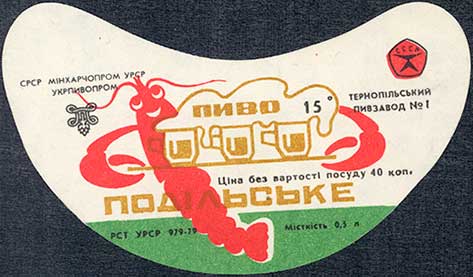 СССР
СРСР МІНХАРЧОПРОМ УРСР
УКРПИВОПРОМ
ПИВО 15°
ТЕРНОПІЛЬСЬКИЙ
ПИВЗАВОД №1
Ціна без вартості посуду 40 коп.
ПОДІЛЬСЬКЕ
РСТ УРСР 979-79
Місткість 0,5 л